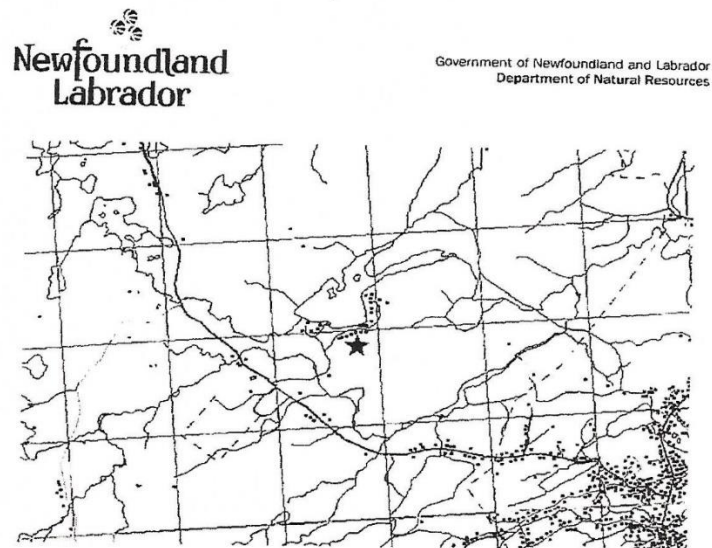 Newfoundland
Labrador
Government of Newfoundland and Labrador
Department of Natural Resources